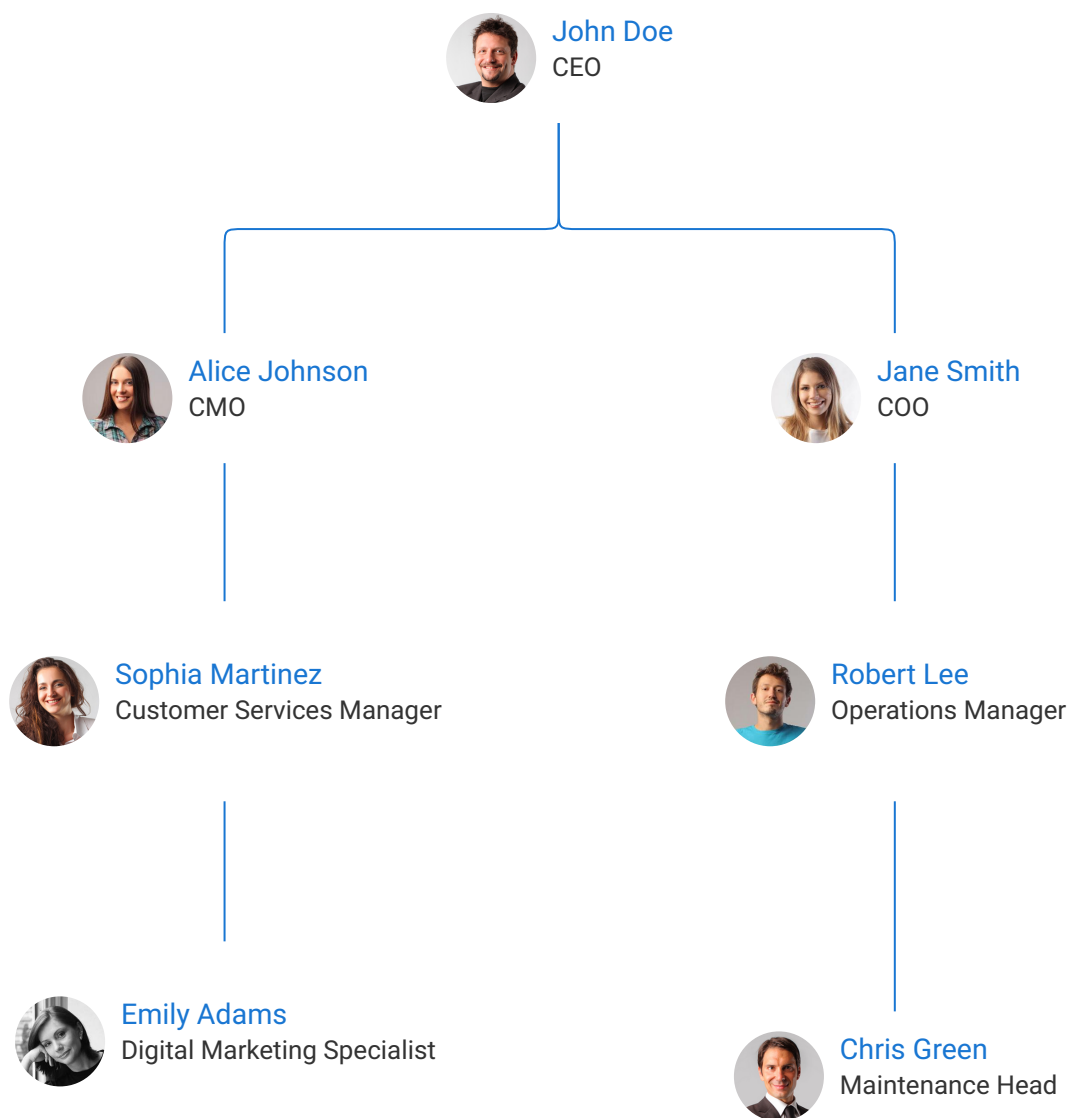 John Doe
CEO
Alice Johnson
CMO
Jane Smith
COO
Sophia Martinez
Customer Services Manager
Robert Lee
Operations Manager
Emily Adams
Digital Marketing Specialist
Chris Green
Maintenance Head